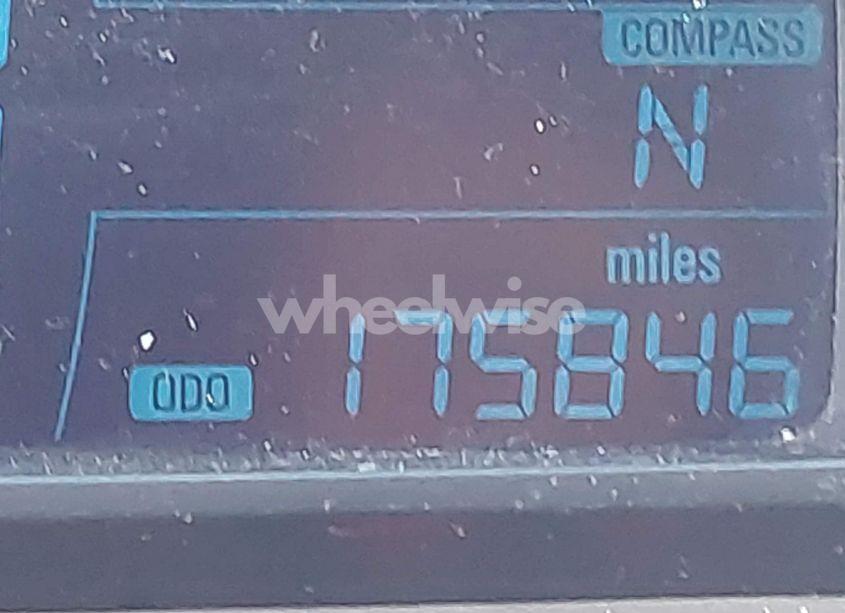 COMPASS
N
miles
wheelwise
ODO 175846